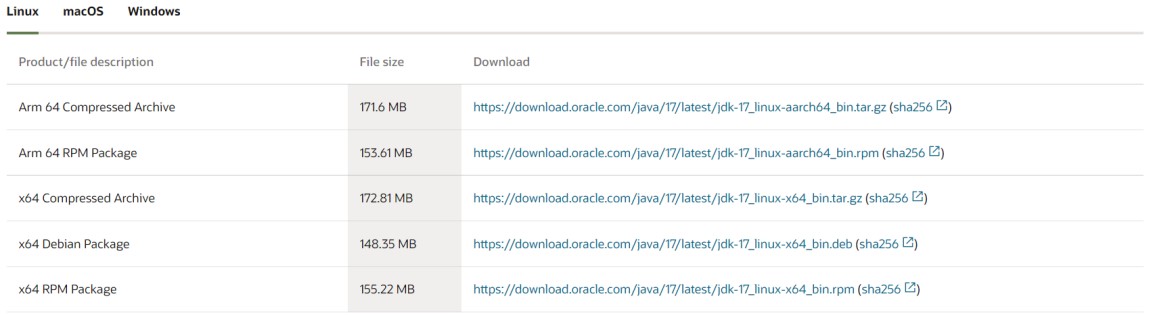 Linux macOS Windows
Product/file description File size Download
Arm 64 Compressed Archive 171.6 MB https://download.oracle.com/java/17/latest/jdk-17_linux-aarch64_bin.tar.gz (sha256)
Arm 64 RPM Package 153.61 MB https://download.oracle.com/java/17/latest/jdk-17_linux-aarch64_bin.rpm (sha256)
x64 Compressed Archive 172.81 MB https://download.oracle.com/java/17/latest/jdk-17_linux-x64_bin.tar.gz (sha256)
x64 Debian Package 148.35 MB https://download.oracle.com/java/17/latest/jdk-17_linux-x64_bin.deb (sha256)
x64 RPM Package 155.22 MB https://download.oracle.com/java/17/latest/jdk-17_linux-x64_bin.rpm (sha256)